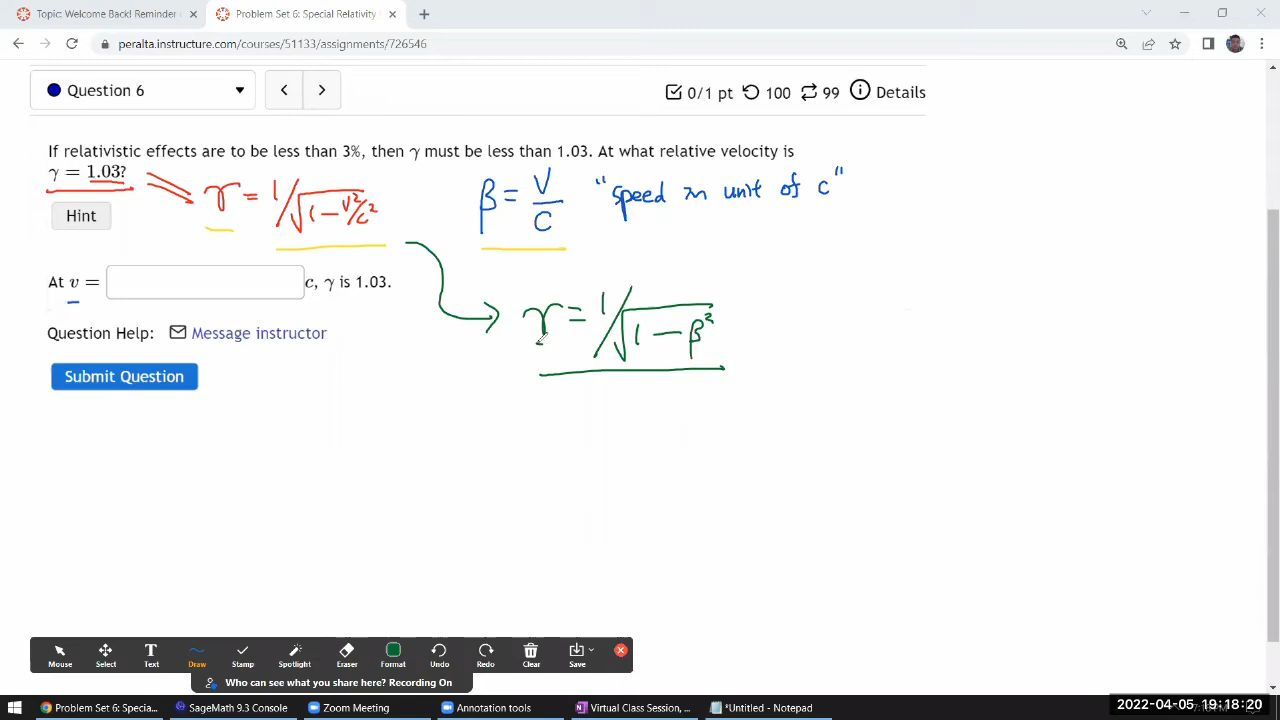 Topic: Welcome Back! Reminder
Problem Set 6: Special Relativity
peralta.instructure.com/courses/51133/assignments/726546
Question 6
0/1 pt 100 99 Details
If relativistic effects are to be less than 3%, then γ must be less than 1.03. At what relative velocity is
γ = 1.03?
γ = 1/√(1 - v²/c²)
β = v/c "speed in unit of c"
Hint
At v = c, γ is 1.03.
γ = 1/√(1 - β²)
Question Help: Message instructor
Submit Question
Mouse Select Text Draw Stamp Spotlight Eraser Format Undo Redo Clear Save
Who can see what you share here? Recording On
Problem Set 6: Specia... SageMath 9.3 Console Zoom Meeting Annotation tools Virtual Class Session, ... *Untitled - Notepad
2022-04-05 19:18:20